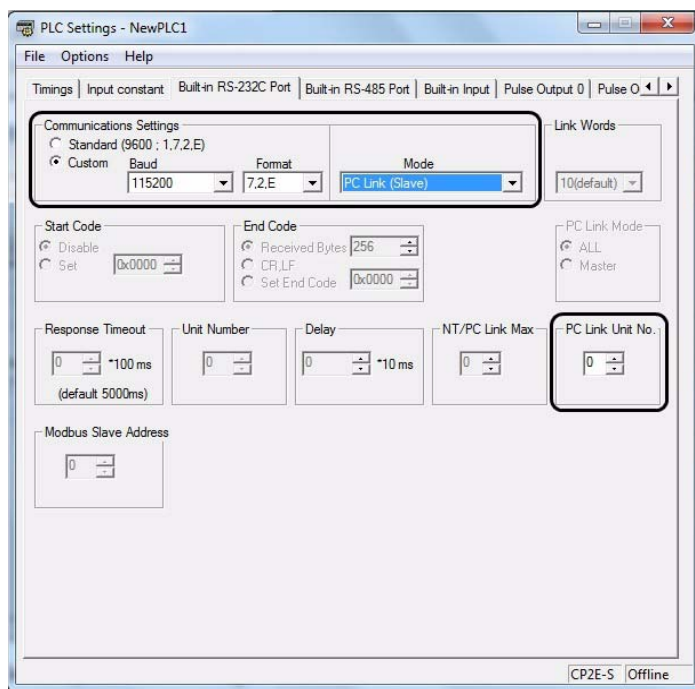 PLC Settings - NewPLC1
File Options Help
Timings Input constant Built-in RS-232C Port Built-in RS-485 Port Built-in Input Pulse Output 0 Pulse O
Communications Settings
Standard (9600 ; 1,7,2,E)
Custom Baud Format Mode
115200 7,2,E PC Link (Slave)
Link Words
10(default)
Start Code
Disable
Set 0x0000
End Code
Received Bytes 256
CR,LF
Set End Code 0x0000
PC Link Mode
ALL
Master
Response Timeout
0 *100 ms
(default 5000ms)
Unit Number
0
Delay
0 *10 ms
NT/PC Link Max
0
PC Link Unit No.
0
Modbus Slave Address
0
CP2E-S Offline